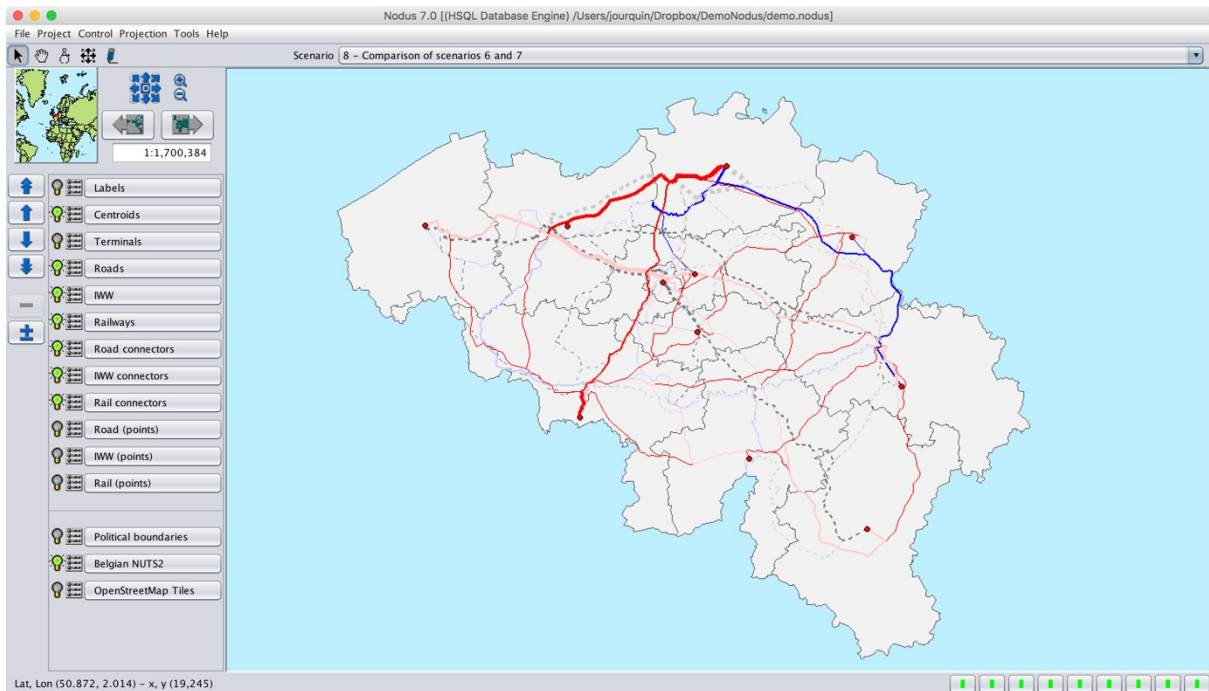 Nodus 7.0 [(HSQL Database Engine) /Users/jourquin/Dropbox/DemoNodus/demo.nodus]
File Project Control Projection Tools Help
Scenario 8 - Comparison of scenarios 6 and 7
1:1,700,384
Labels
Centroids
Terminals
Roads
IWW
Railways
Road connectors
IWW connectors
Rail connectors
Road (points)
IWW (points)
Rail (points)
Political boundaries
Belgian NUTS2
OpenStreetMap Tiles
Lat, Lon (50.872, 2.014) - x, y (19,245)